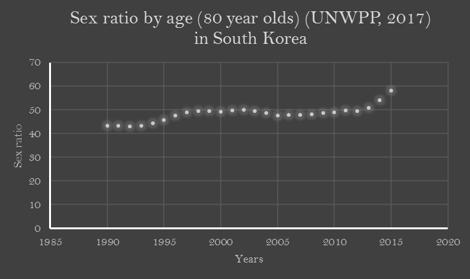 Sex ratio by age (80 year olds) (UNWPP, 2017)
in South Korea
70
60
50
40
30
20
10
0
Sex ratio
1985 1990 1995 2000 2005 2010 2015 2020
Years